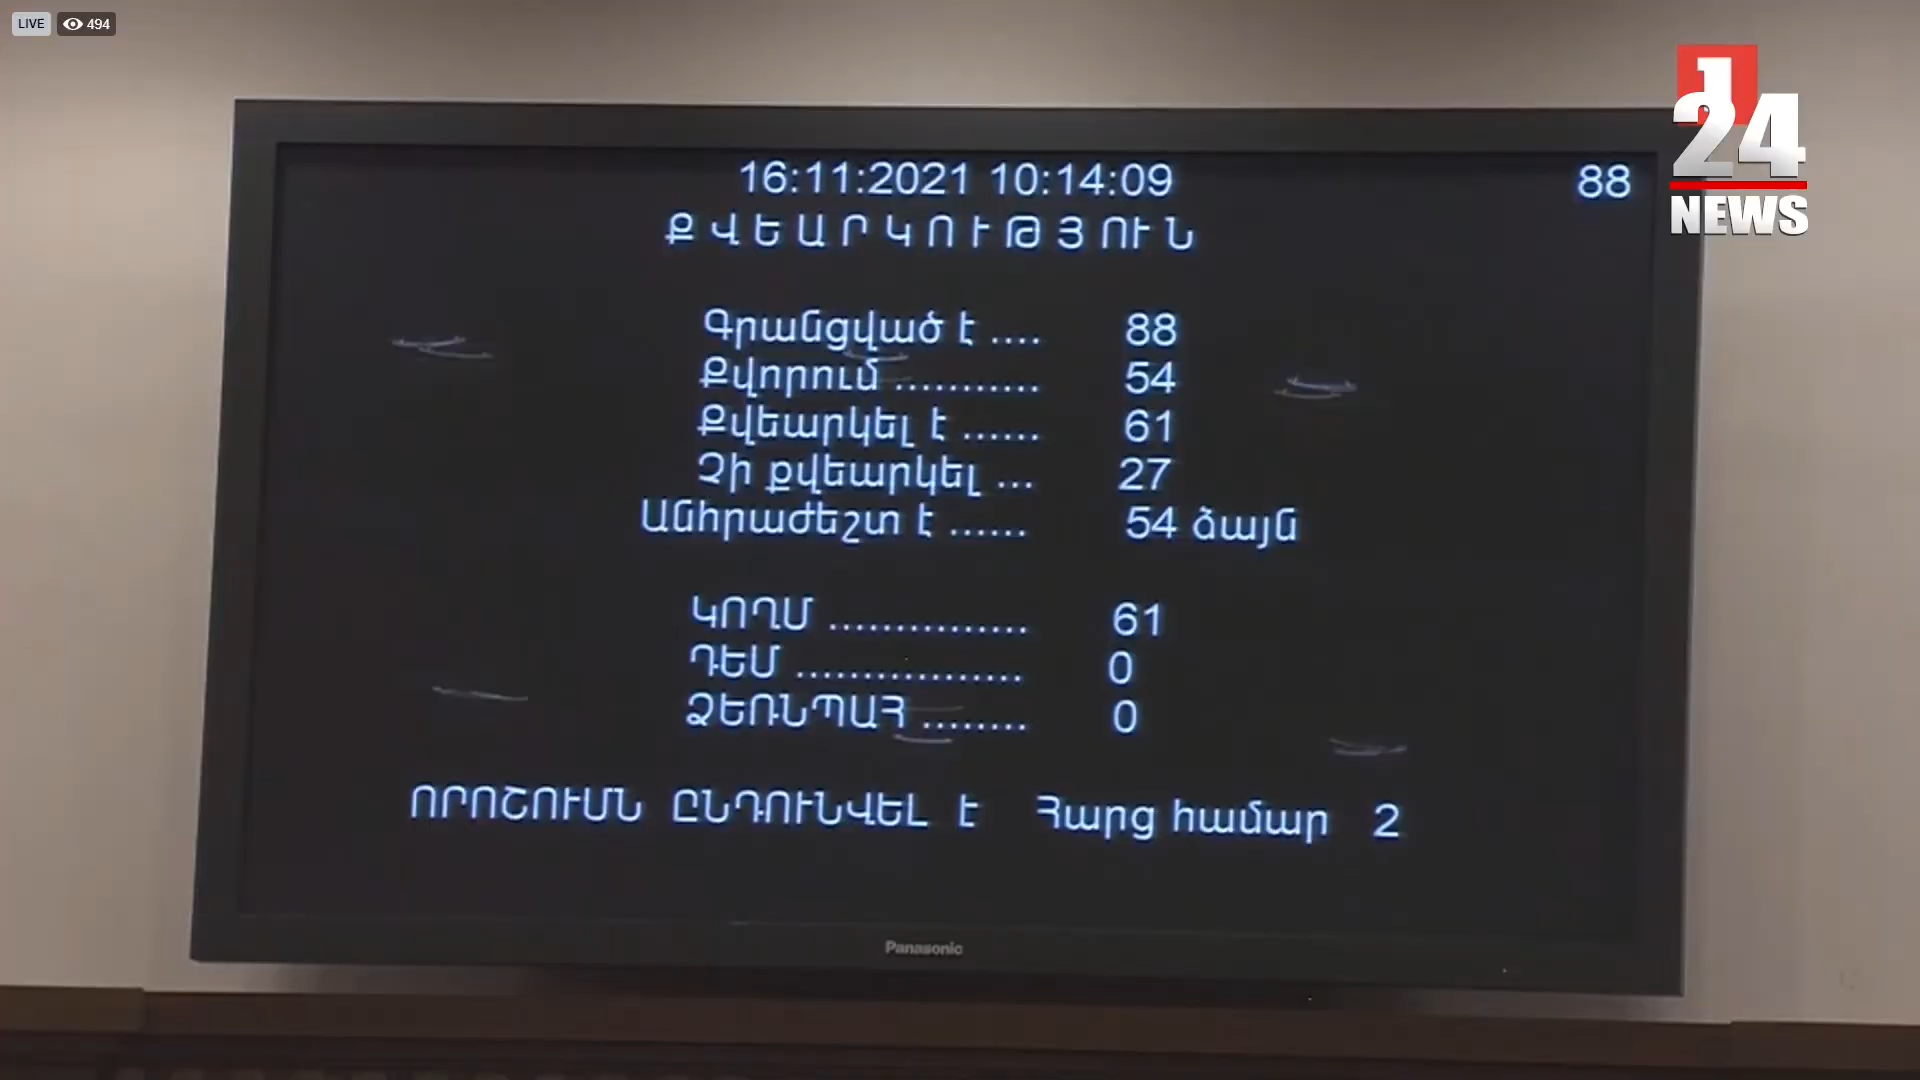 LIVE 494
1
24
NEWS
16:11:2021 10:14:09 88
ՔՎԵԱՐԿՈՒԹՅՈՒՆ
Գրանցված է .... 88
Քվորում ........... 54
Քվեարկել է ...... 61
Չի քվեարկել ... 27
Անհրաժեշտ է ...... 54 ձայն
ԿՈՂՄ ............... 61
ԴԵՄ ................. 0
ՁԵՌՆՊԱՀ ........ 0
ՈՐՈՇՈՒՄՆ ԸՆԴՈՒՆՎԵԼ է Հարց համար 2
Panasonic